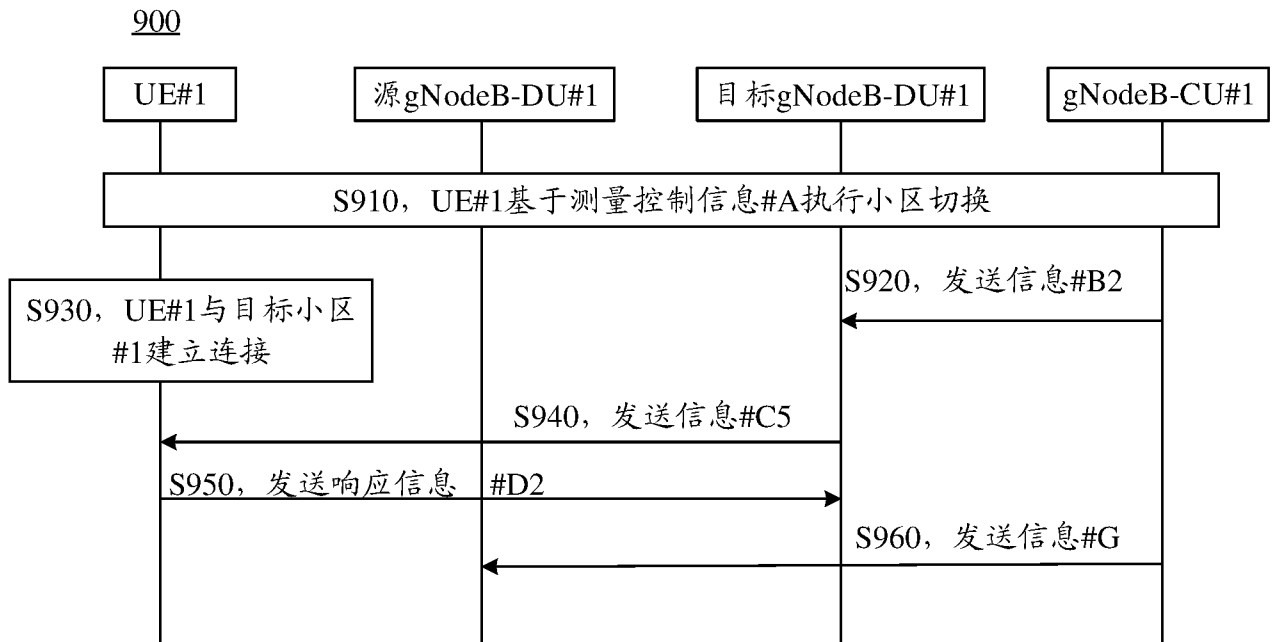 900
UE#1
源gNodeB-DU#1
目标gNodeB-DU#1
gNodeB-CU#1
S910，UE#1基于测量控制信息#A执行小区切换
S920，发送信息#B2
S930，UE#1与目标小区
#1建立连接
S940，发送信息#C5
S950，发送响应信息 #D2
S960，发送信息#G